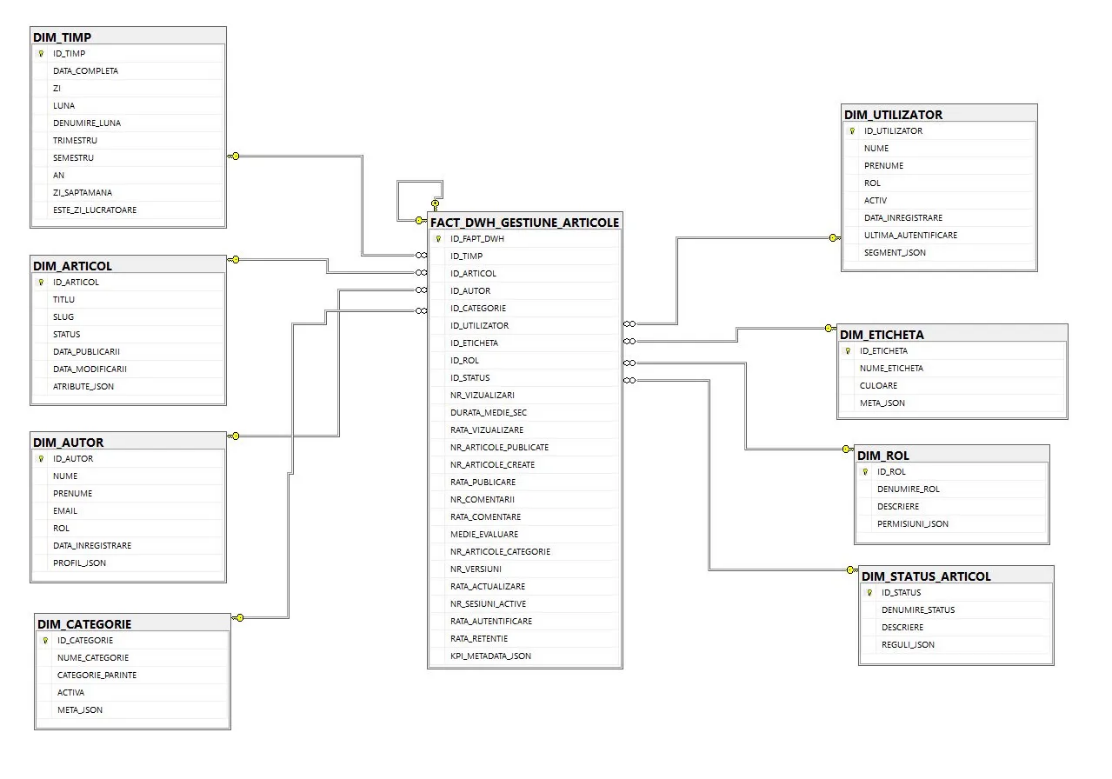 DIM_TIMP
ID_TIMP
DATA_COMPLETA
ZI
LUNA
DENUMIRE_LUNA
TRIMESTRU
SEMESTRU
AN
ZI_SAPTAMANA
ESTE_ZI_LUCRATOARE
DIM_ARTICOL
ID_ARTICOL
TITLU
SLUG
STATUS
DATA_PUBLICARII
DATA_MODIFICARII
ATRIBUTE_JSON
DIM_AUTOR
ID_AUTOR
NUME
PRENUME
EMAIL
ROL
DATA_INREGISTRARE
PROFIL_JSON
DIM_CATEGORIE
ID_CATEGORIE
NUME_CATEGORIE
CATEGORIE_PARINTE
ACTIVA
META_JSON
FACT_DWH_GESTIUNE_ARTICOLE
ID_FAPT_DWH
ID_TIMP
ID_ARTICOL
ID_AUTOR
ID_CATEGORIE
ID_UTILIZATOR
ID_ETICHETA
ID_ROL
ID_STATUS
NR_VIZUALIZARI
DURATA_MEDIE_SEC
RATA_VIZUALIZARE
NR_ARTICOLE_PUBLICATE
NR_ARTICOLE_CREATE
RATA_PUBLICARE
NR_COMENTARII
RATA_COMENTARE
MEDIE_EVALUARE
NR_ARTICOLE_CATEGORIE
NR_VERSIUNI
RATA_ACTUALIZARE
NR_SESIUNI_ACTIVE
RATA_AUTENTIFICARE
RATA_RETENTIE
KPI_METADATA_JSON
DIM_UTILIZATOR
ID_UTILIZATOR
NUME
PRENUME
ROL
ACTIV
DATA_INREGISTRARE
ULTIMA_AUTENTIFICARE
SEGMENT_JSON
DIM_ETICHETA
ID_ETICHETA
NUME_ETICHETA
CULOARE
META_JSON
DIM_ROL
ID_ROL
DENUMIRE_ROL
DESCRIERE
PERMISIUNI_JSON
DIM_STATUS_ARTICOL
ID_STATUS
DENUMIRE_STATUS
DESCRIERE
REGULI_JSON